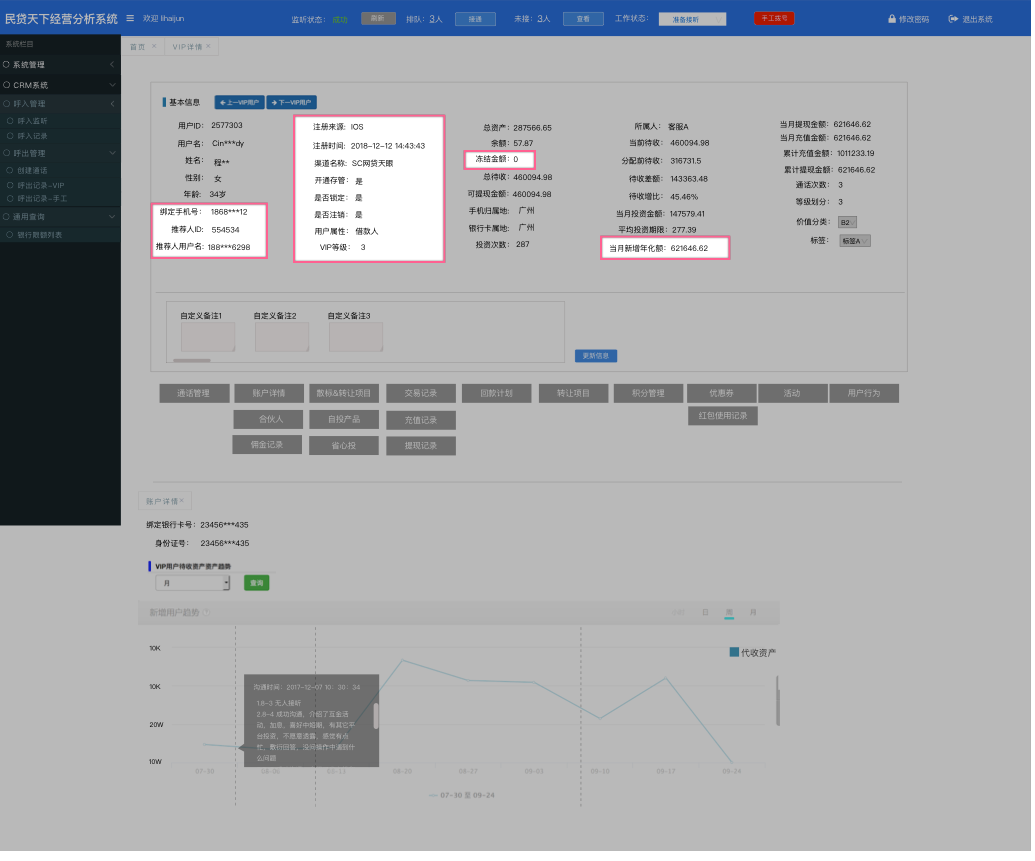 民贷天下经营分析系统 ☰ 欢迎 lihaijun 监听状态： 成功 刷新 排队：3人 接通 未接：3人 查看 工作状态： 准备接听 手工拨号 修改密码 退出系统
系统栏目
系统管理
CRM系统
呼入管理
呼入监听
呼入记录
呼出管理
创建通话
呼出记录-VIP
呼出记录-手工
通用查询
银行限额列表
首页 × VIP详情 ×
基本信息 上一VIP用户 下一VIP用户
用户ID： 2577303
用户名： Cin***dy
姓名： 程**
性别： 女
年龄： 34岁
绑定手机号： 1868***12
推荐人ID： 554534
推荐人用户名： 188***6298
注册来源： IOS
注册时间： 2018-12-12 14:43:43
渠道名称： SC网贷天眼
开通存管： 是
是否锁定： 是
是否注销： 是
用户属性： 借款人
VIP等级： 3
总资产： 287566.65
余额： 57.87
冻结金额： 0
总待收： 460094.98
可提现金额： 460094.98
手机归属地： 广州
银行卡属地： 广州
投资次数： 287
所属人： 客服A
当前待收： 460094.98
分配前待收： 316731.5
待收差额： 143363.48
待收增比： 45.46%
当月投资金额： 147579.41
平均投资期限： 277.39
当月新增年化额： 621646.62
当月提现金额： 621646.62
当月充值金额： 621646.62
累计充值金额： 1011233.19
累计提现金额： 621646.62
通话次数： 3
等级划分： 3
价值分类： B2
标签： 标签A
自定义备注1 自定义备注2 自定义备注3
更新信息
通话管理 账户详情 散标&转让项目 交易记录 回款计划 转让项目 积分管理 优惠券 活动 用户行为
合伙人 自投产品 充值记录 红包使用记录
佣金记录 省心投 提现记录
账户详情 ×
绑定银行卡号： 23456***435
身份证号： 23456***435
VIP用户待收资产资产趋势
月 查询
新增用户趋势 日 周 月
代收资产
10K
10K
20W
10W
沟通时间：2017-12-07 10：30：34
1.8-3 无人接听
2.8-4 成功沟通，介绍了互金活
动，加息，喜好中短期，有其它平
台投资，不愿意透露，感觉有点
忙，敷衍回答，没问操作中遇到什
么问题
07-30 08-20 08-27 09-03 09-10 09-17 09-24
07-30 至 09-24